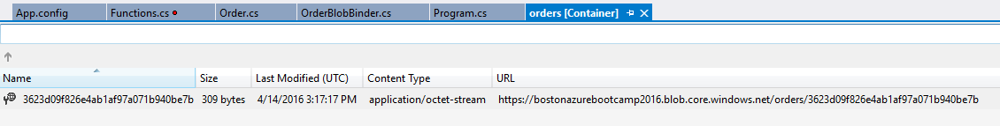 App.config Functions.cs Order.cs OrderBlobBinder.cs Program.cs orders [Container]
Name Size Last Modified (UTC) Content Type URL
3623d09f826e4ab1af97a071b940be7b 309 bytes 4/14/2016 3:17:17 PM application/octet-stream https://bostonazurebootcamp2016.blob.core.windows.net/orders/3623d09f826e4ab1af97a071b940be7b